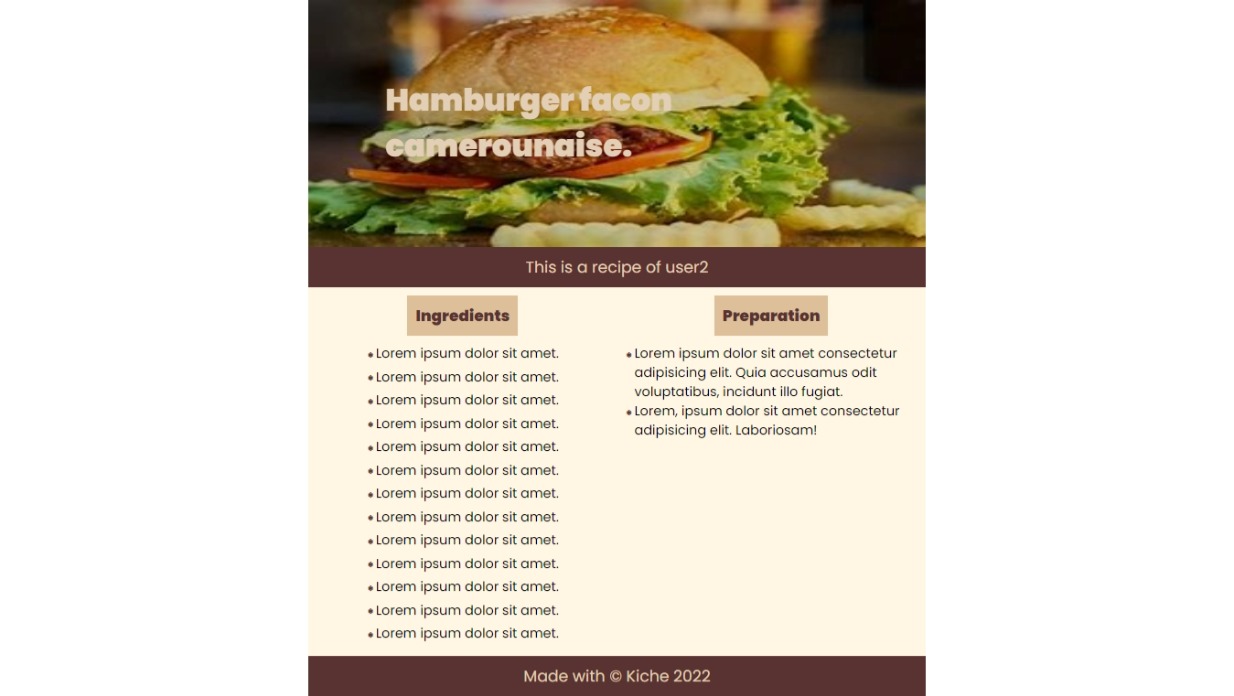 Hamburger facon
camerounaise.
This is a recipe of user2
Ingredients
Lorem ipsum dolor sit amet.
Lorem ipsum dolor sit amet.
Lorem ipsum dolor sit amet.
Lorem ipsum dolor sit amet.
Lorem ipsum dolor sit amet.
Lorem ipsum dolor sit amet.
Lorem ipsum dolor sit amet.
Lorem ipsum dolor sit amet.
Lorem ipsum dolor sit amet.
Lorem ipsum dolor sit amet.
Lorem ipsum dolor sit amet.
Lorem ipsum dolor sit amet.
Lorem ipsum dolor sit amet.
Preparation
Lorem ipsum dolor sit amet consectetur
adipisicing elit. Quia accusamus odit
voluptatibus, incidunt illo fugiat.
Lorem, ipsum dolor sit amet consectetur
adipisicing elit. Laboriosam!
Made with © Kiche 2022